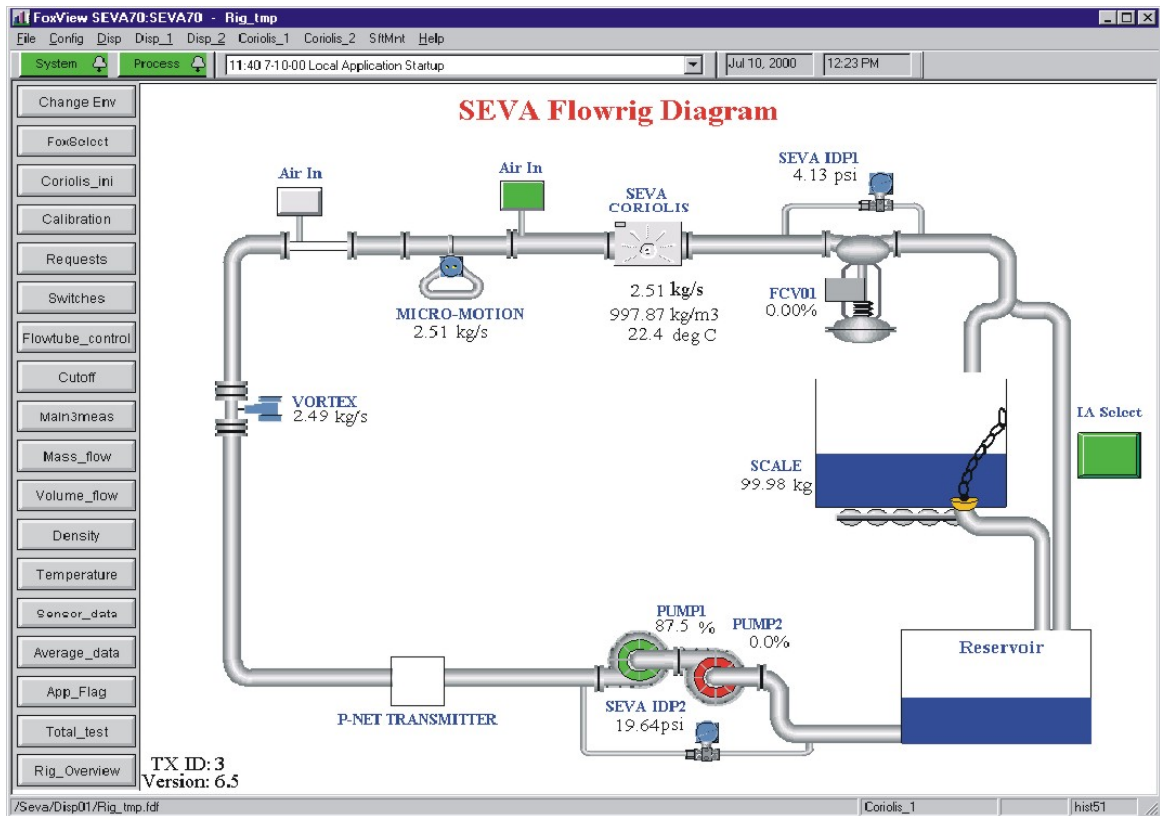 FoxView SEVA70:SEVA70 - Rig_tmp
File Config Disp Disp_1 Disp_2 Coriolis_1 Coriolis_2 SftMnt Help
System Process 11:40 7-10-00 Local Application Startup Jul 10, 2000 12:23 PM
Change Env
FoxSelect
Coriolis_ini
Calibration
Requests
Switches
Flowtube_control
Cutoff
Main3meas
Mass_flow
Volume_flow
Density
Temperature
Sensor_data
Average_data
App_Flag
Total_test
Rig_Overview
SEVA Flowrig Diagram
Air In
Air In
SEVA
CORIOLIS
2.51 kg/s
997.87 kg/m3
22.4 deg C
SEVA IDP1
4.13 psi
MICRO-MOTION
2.51 kg/s
FCV01
0.00%
VORTEX
2.49 kg/s
SCALE
99.98 kg
IA Select
PUMP1
87.5 %
PUMP2
0.0%
Reservoir
P-NET TRANSMITTER
SEVA IDP2
19.64psi
TX ID: 3
Version: 6.5
/Seva/Disp01/Rig_tmp.fdf Coriolis_1 hist51